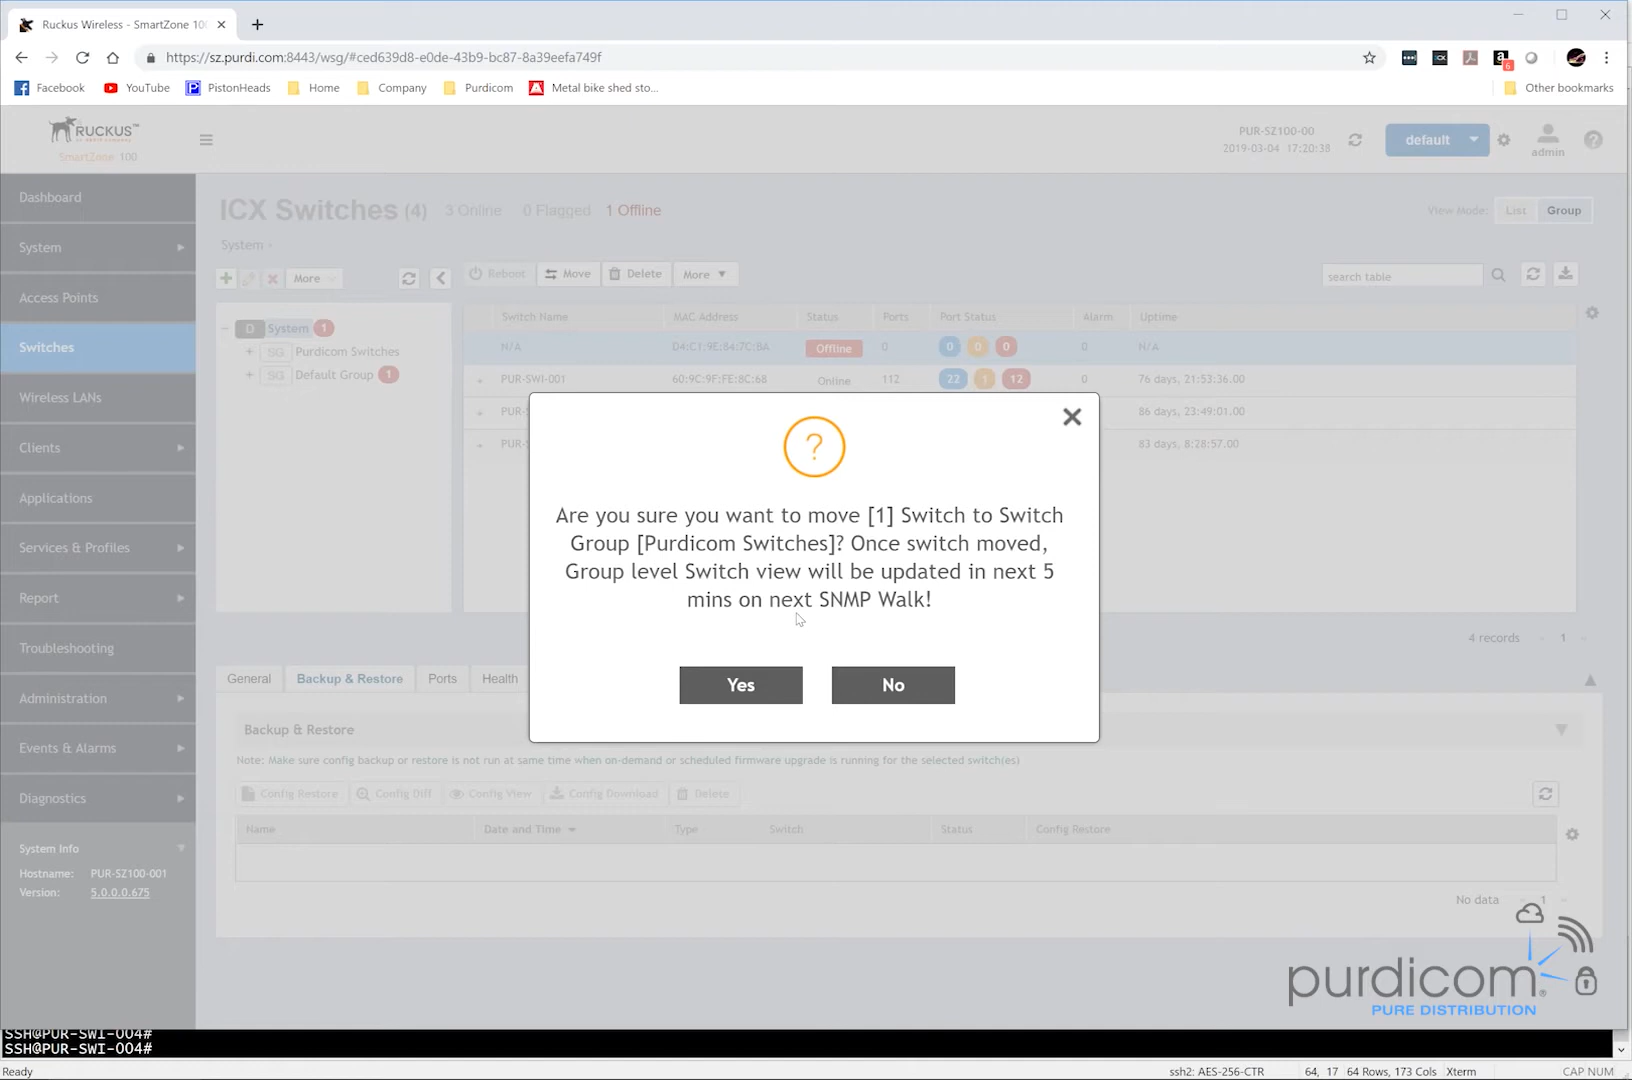 Ruckus Wireless - SmartZone 100
https://sz.purdi.com:8443/wsg/#ced639d8-e0de-43b9-bc87-8a39eefa749f
Facebook YouTube PistonHeads Home Company Purdicom Metal bike shed sto... Other bookmarks
RUCKUS
SmartZone 100
PUR-SZ100-00
2019-03-04 17:20:38
default
admin
Dashboard
System
Access Points
Switches
Wireless LANs
Clients
Applications
Services & Profiles
Report
Troubleshooting
Administration
Events & Alarms
Diagnostics
System Info
Hostname: PUR-SZ100-001
Version: 5.0.0.0.675
ICX Switches (4) 3 Online 0 Flagged 1 Offline
View Mode: List Group
System
More
Reboot Move Delete More
search table
D System 1
SG Purdicom Switches
SG Default Group 1
Switch Name MAC Address Status Ports Port Status Alarm Uptime
N/A D4:C1:9E:84:7C:BA Offline 0 0 0 0 0 N/A
PUR-SWI-001 60:9C:9F:FE:8C:68 Online 112 22 1 12 0 76 days, 21:53:36.00
PUR- 86 days, 23:49:01.00
PUR- 83 days, 8:28:57.00
?
Are you sure you want to move [1] Switch to Switch
Group [Purdicom Switches]? Once switch moved,
Group level Switch view will be updated in next 5
mins on next SNMP Walk!
Yes No
4 records 1
General Backup & Restore Ports Health
Backup & Restore
Note: Make sure config backup or restore is not run at same time when on-demand or scheduled firmware upgrade is running for the selected switch(es)
Config Restore Config Diff Config View Config Download Delete
Name Date and Time Type Switch Status Config Restore
No data 1
purdicom®
PURE DISTRIBUTION
SSH@PUR-SWI-004#
SSH@PUR-SWI-004#
Ready ssh2: AES-256-CTR 64, 17 64 Rows, 173 Cols Xterm CAP NUM